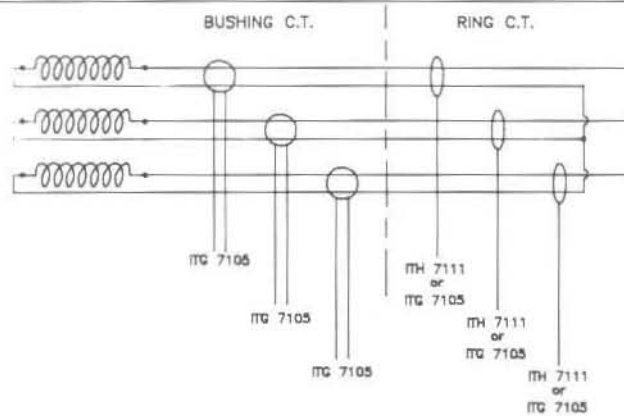 BUSHING C.T.
RING C.T.
ITG 7105
ITG 7105
ITG 7105
ITH 7111
or
ITG 7105
ITH 7111
or
ITG 7105
ITH 7111
or
ITG 7105